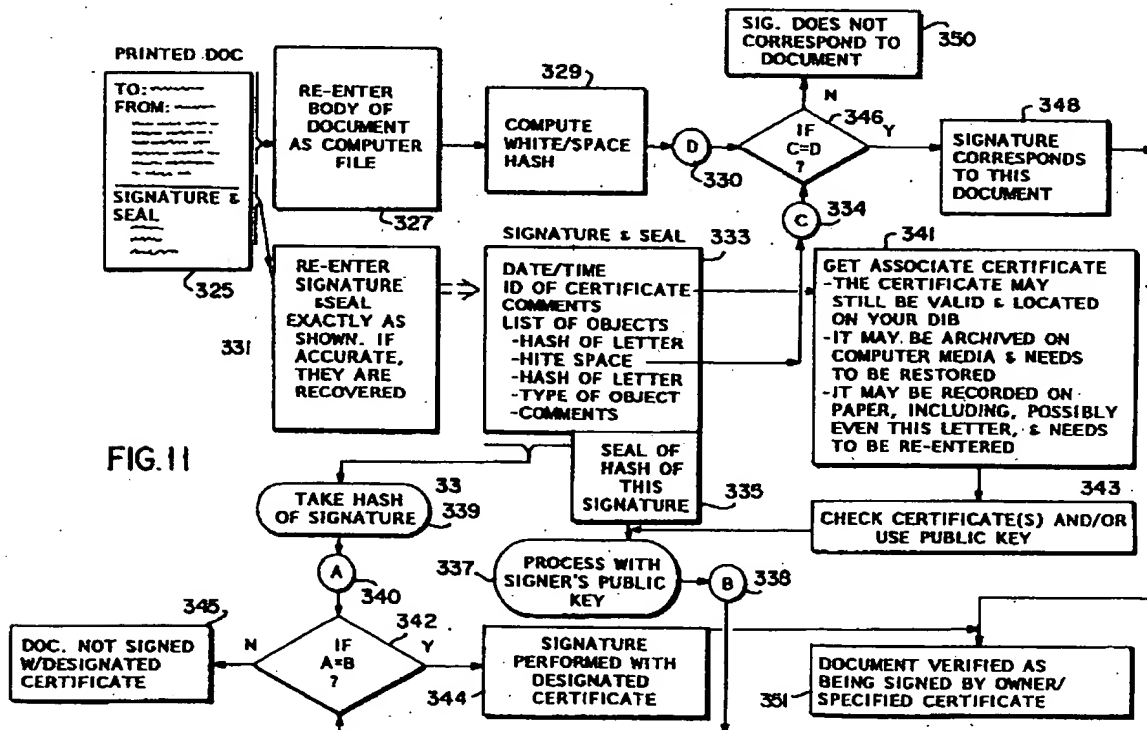 PRINTED DOC
TO:
FROM:
SIGNATURE &
SEAL
325
RE-ENTER
BODY OF
DOCUMENT
AS COMPUTER
FILE
327
329
COMPUTE
WHITE/SPACE
HASH
D
330
SIG. DOES NOT
CORRESPOND TO
DOCUMENT
350
N
346
IF
C=D
?
Y
348
SIGNATURE
CORRESPONDS
TO THIS
DOCUMENT
C
334
331
RE-ENTER
SIGNATURE
&SEAL
EXACTLY AS
SHOWN. IF
ACCURATE,
THEY ARE
RECOVERED
SIGNATURE & SEAL
333
DATE/TIME
ID OF CERTIFICATE
COMMENTS
LIST OF OBJECTS
-HASH OF LETTER
-HITE SPACE
-HASH OF LETTER
-TYPE OF OBJECT
-COMMENTS
SEAL OF
HASH OF
THIS
SIGNATURE
335
341
GET ASSOCIATE CERTIFICATE
-THE CERTIFICATE MAY
STILL BE VALID & LOCATED
ON YOUR DIB
-IT MAY BE ARCHIVED ON
COMPUTER MEDIA & NEEDS
TO BE RESTORED
-IT MAY BE RECORDED ON
PAPER, INCLUDING, POSSIBLY
EVEN THIS LETTER, & NEEDS
TO BE RE-ENTERED
343
CHECK CERTIFICATE(S) AND/OR
USE PUBLIC KEY
FIG.11
33
TAKE HASH
OF SIGNATURE
339
A
340
337
PROCESS WITH
SIGNER'S PUBLIC
KEY
B
338
345
DOC. NOT SIGNED
W/DESIGNATED
CERTIFICATE
N
342
IF
A=B
?
Y
SIGNATURE
PERFORMED WITH
DESIGNATED
CERTIFICATE
344
DOCUMENT VERIFIED AS
BEING SIGNED BY OWNER/
SPECIFIED CERTIFICATE
351